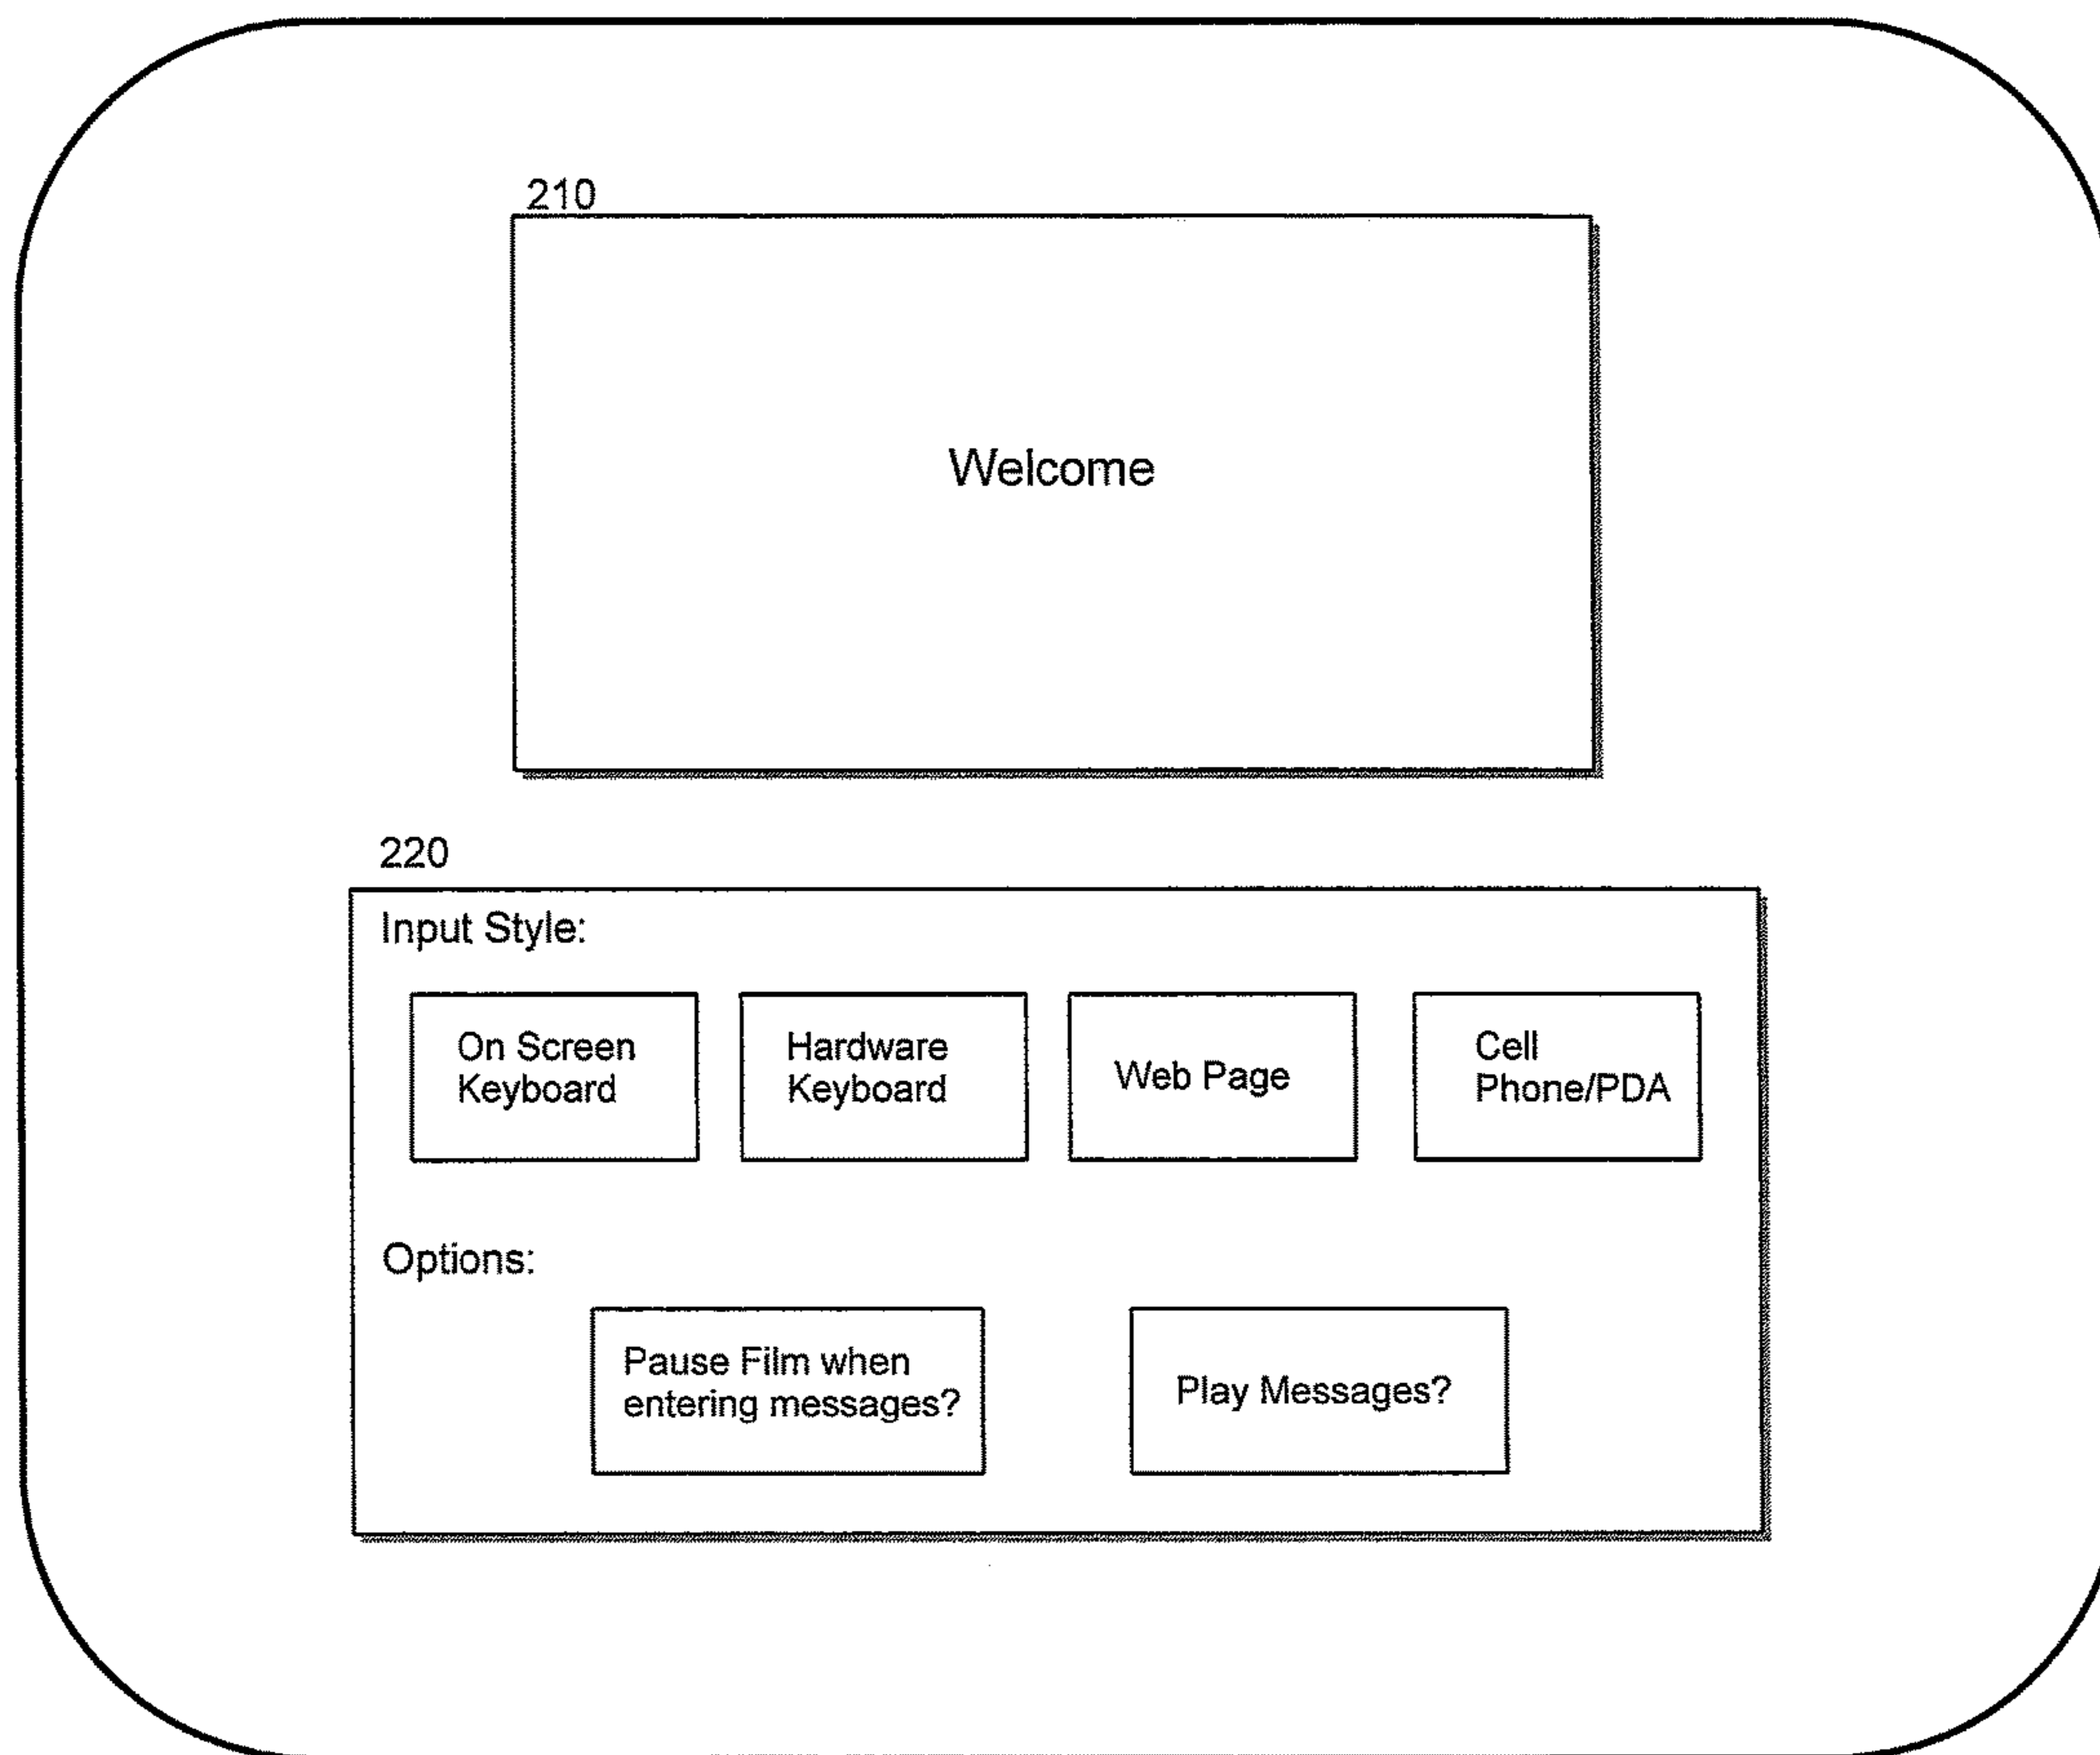 210
Welcome
220
Input Style:
On Screen
Keyboard
Hardware
Keyboard
Web Page
Cell
Phone/PDA
Options:
Pause Film when
entering messages?
Play Messages?